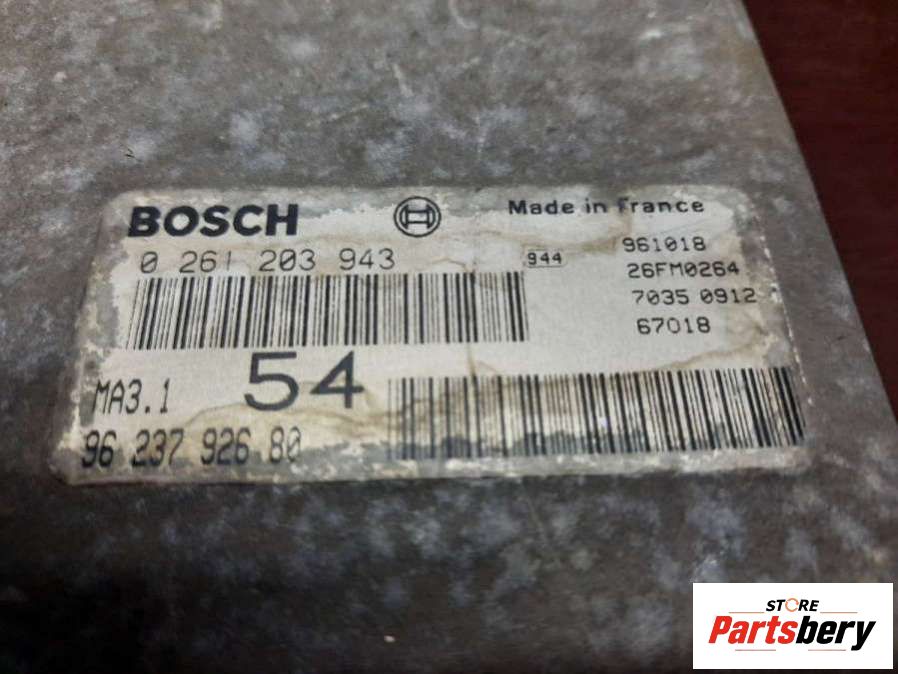 BOSCH
Made in France
0 261 203 943
944
961018
26FM0264
7035 0912
67018
MA3.1
54
96 237 926 80
STORE
Partsbery